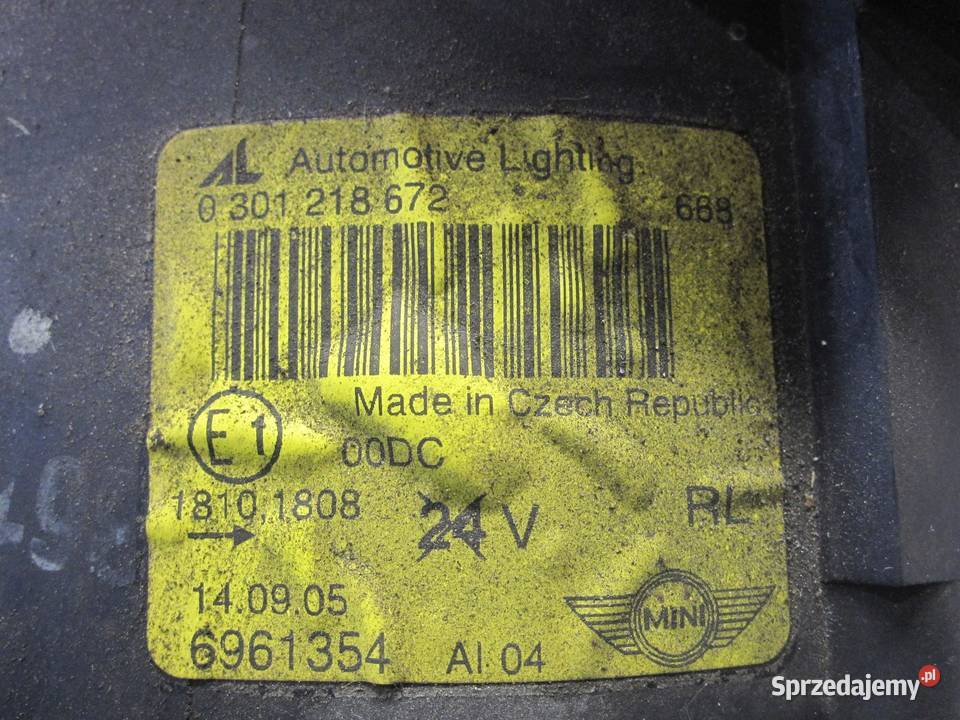 AL Automotive Lighting
0 301 218 672 668
Made in Czech Republic
E1 00DC
1810,1808 24 V RL
14.09.05
MINI
6961354 Al 04
Sprzedajemy.pl